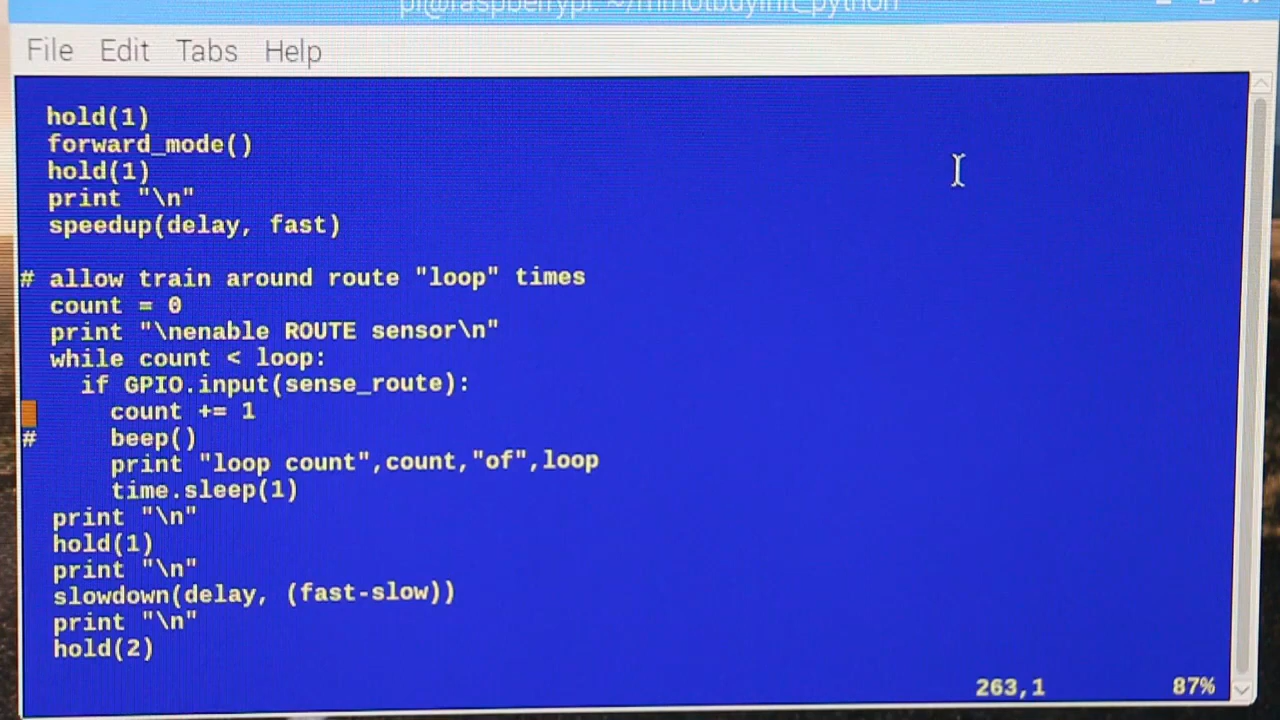 File Edit Tabs Help
hold(1)
forward_mode()
hold(1)
print "\n"
speedup(delay, fast)
# allow train around route "loop" times
count = 0
print "\nenable ROUTE sensor\n"
while count < loop:
if GPIO.input(sense_route):
count += 1
# beep()
print "loop count",count,"of",loop
time.sleep(1)
print "\n"
hold(1)
print "\n"
slowdown(delay, (fast-slow))
print "\n"
hold(2)
263,1 87%